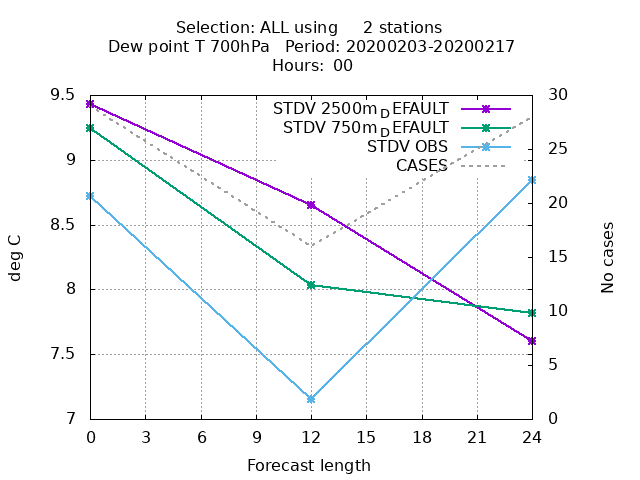 Selection: ALL using 2 stations
Dew point T 700hPa Period: 20200203-20200217
Hours: 00
STDV 2500m_DEFAULT
STDV 750m_DEFAULT
STDV OBS
CASES
9.5
9
8.5
8
7.5
7
30
25
20
15
10
5
0
deg C
No cases
0 3 6 9 12 15 18 21 24
Forecast length